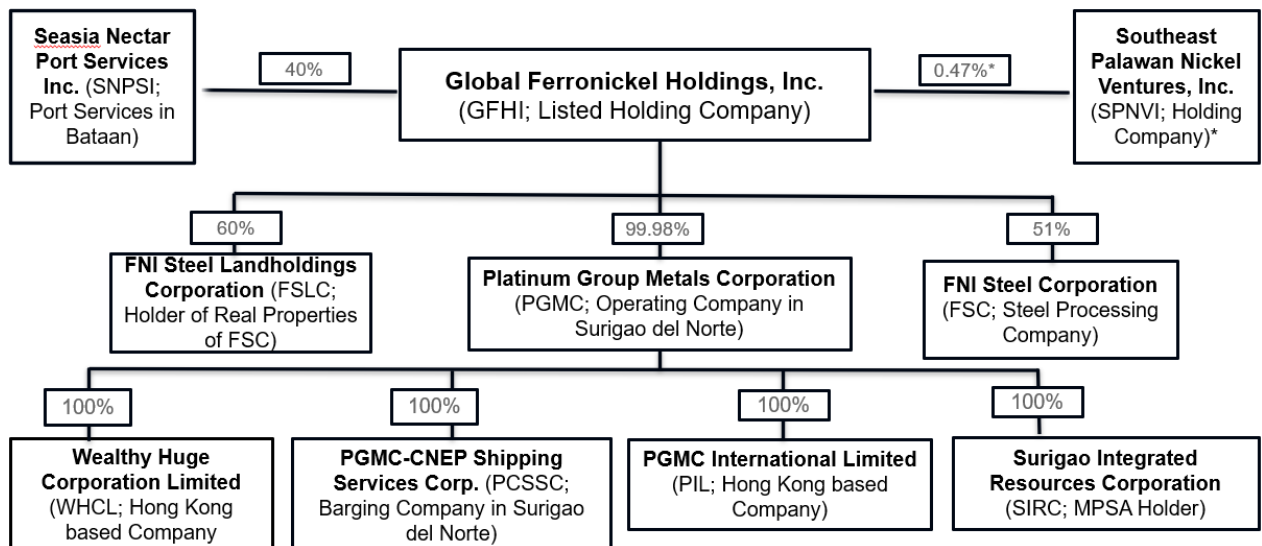 Seasia Nectar
Port Services
Inc. (SNPSI;
Port Services in
Bataan)
40%
Global Ferronickel Holdings, Inc.
(GFHI; Listed Holding Company)
0.47%*
Southeast
Palawan Nickel
Ventures, Inc.
(SPNVI; Holding
Company)*
60%
99.98%
51%
FNI Steel Landholdings
Corporation (FSLC;
Holder of Real Properties
of FSC)
Platinum Group Metals Corporation
(PGMC; Operating Company in
Surigao del Norte)
FNI Steel Corporation
(FSC; Steel Processing
Company)
100%
100%
100%
100%
Wealthy Huge
Corporation Limited
(WHCL; Hong Kong
based Company
PGMC-CNEP Shipping
Services Corp. (PCSSC;
Barging Company in Surigao
del Norte)
PGMC International Limited
(PIL; Hong Kong based
Company)
Surigao Integrated
Resources Corporation
(SIRC; MPSA Holder)